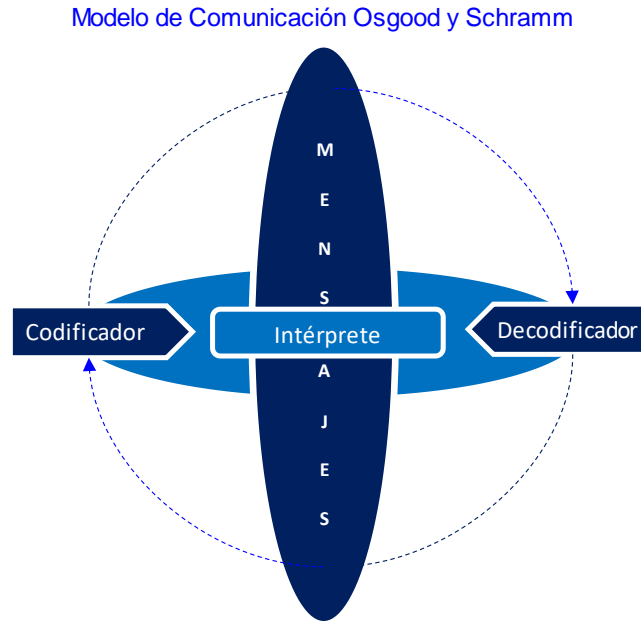 Modelo de Comunicación Osgood y Schramm
M
E
N
S
A
J
E
S
Codificador
Intérprete
Decodificador